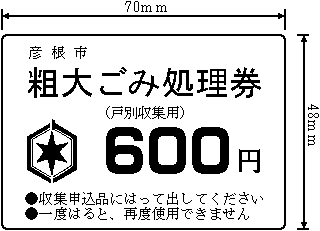 70mm
彦根市
粗大ごみ処理券
(戸別収集用)
600円
48mm
●収集申込品にはって出してください
●一度はると、再度使用できません